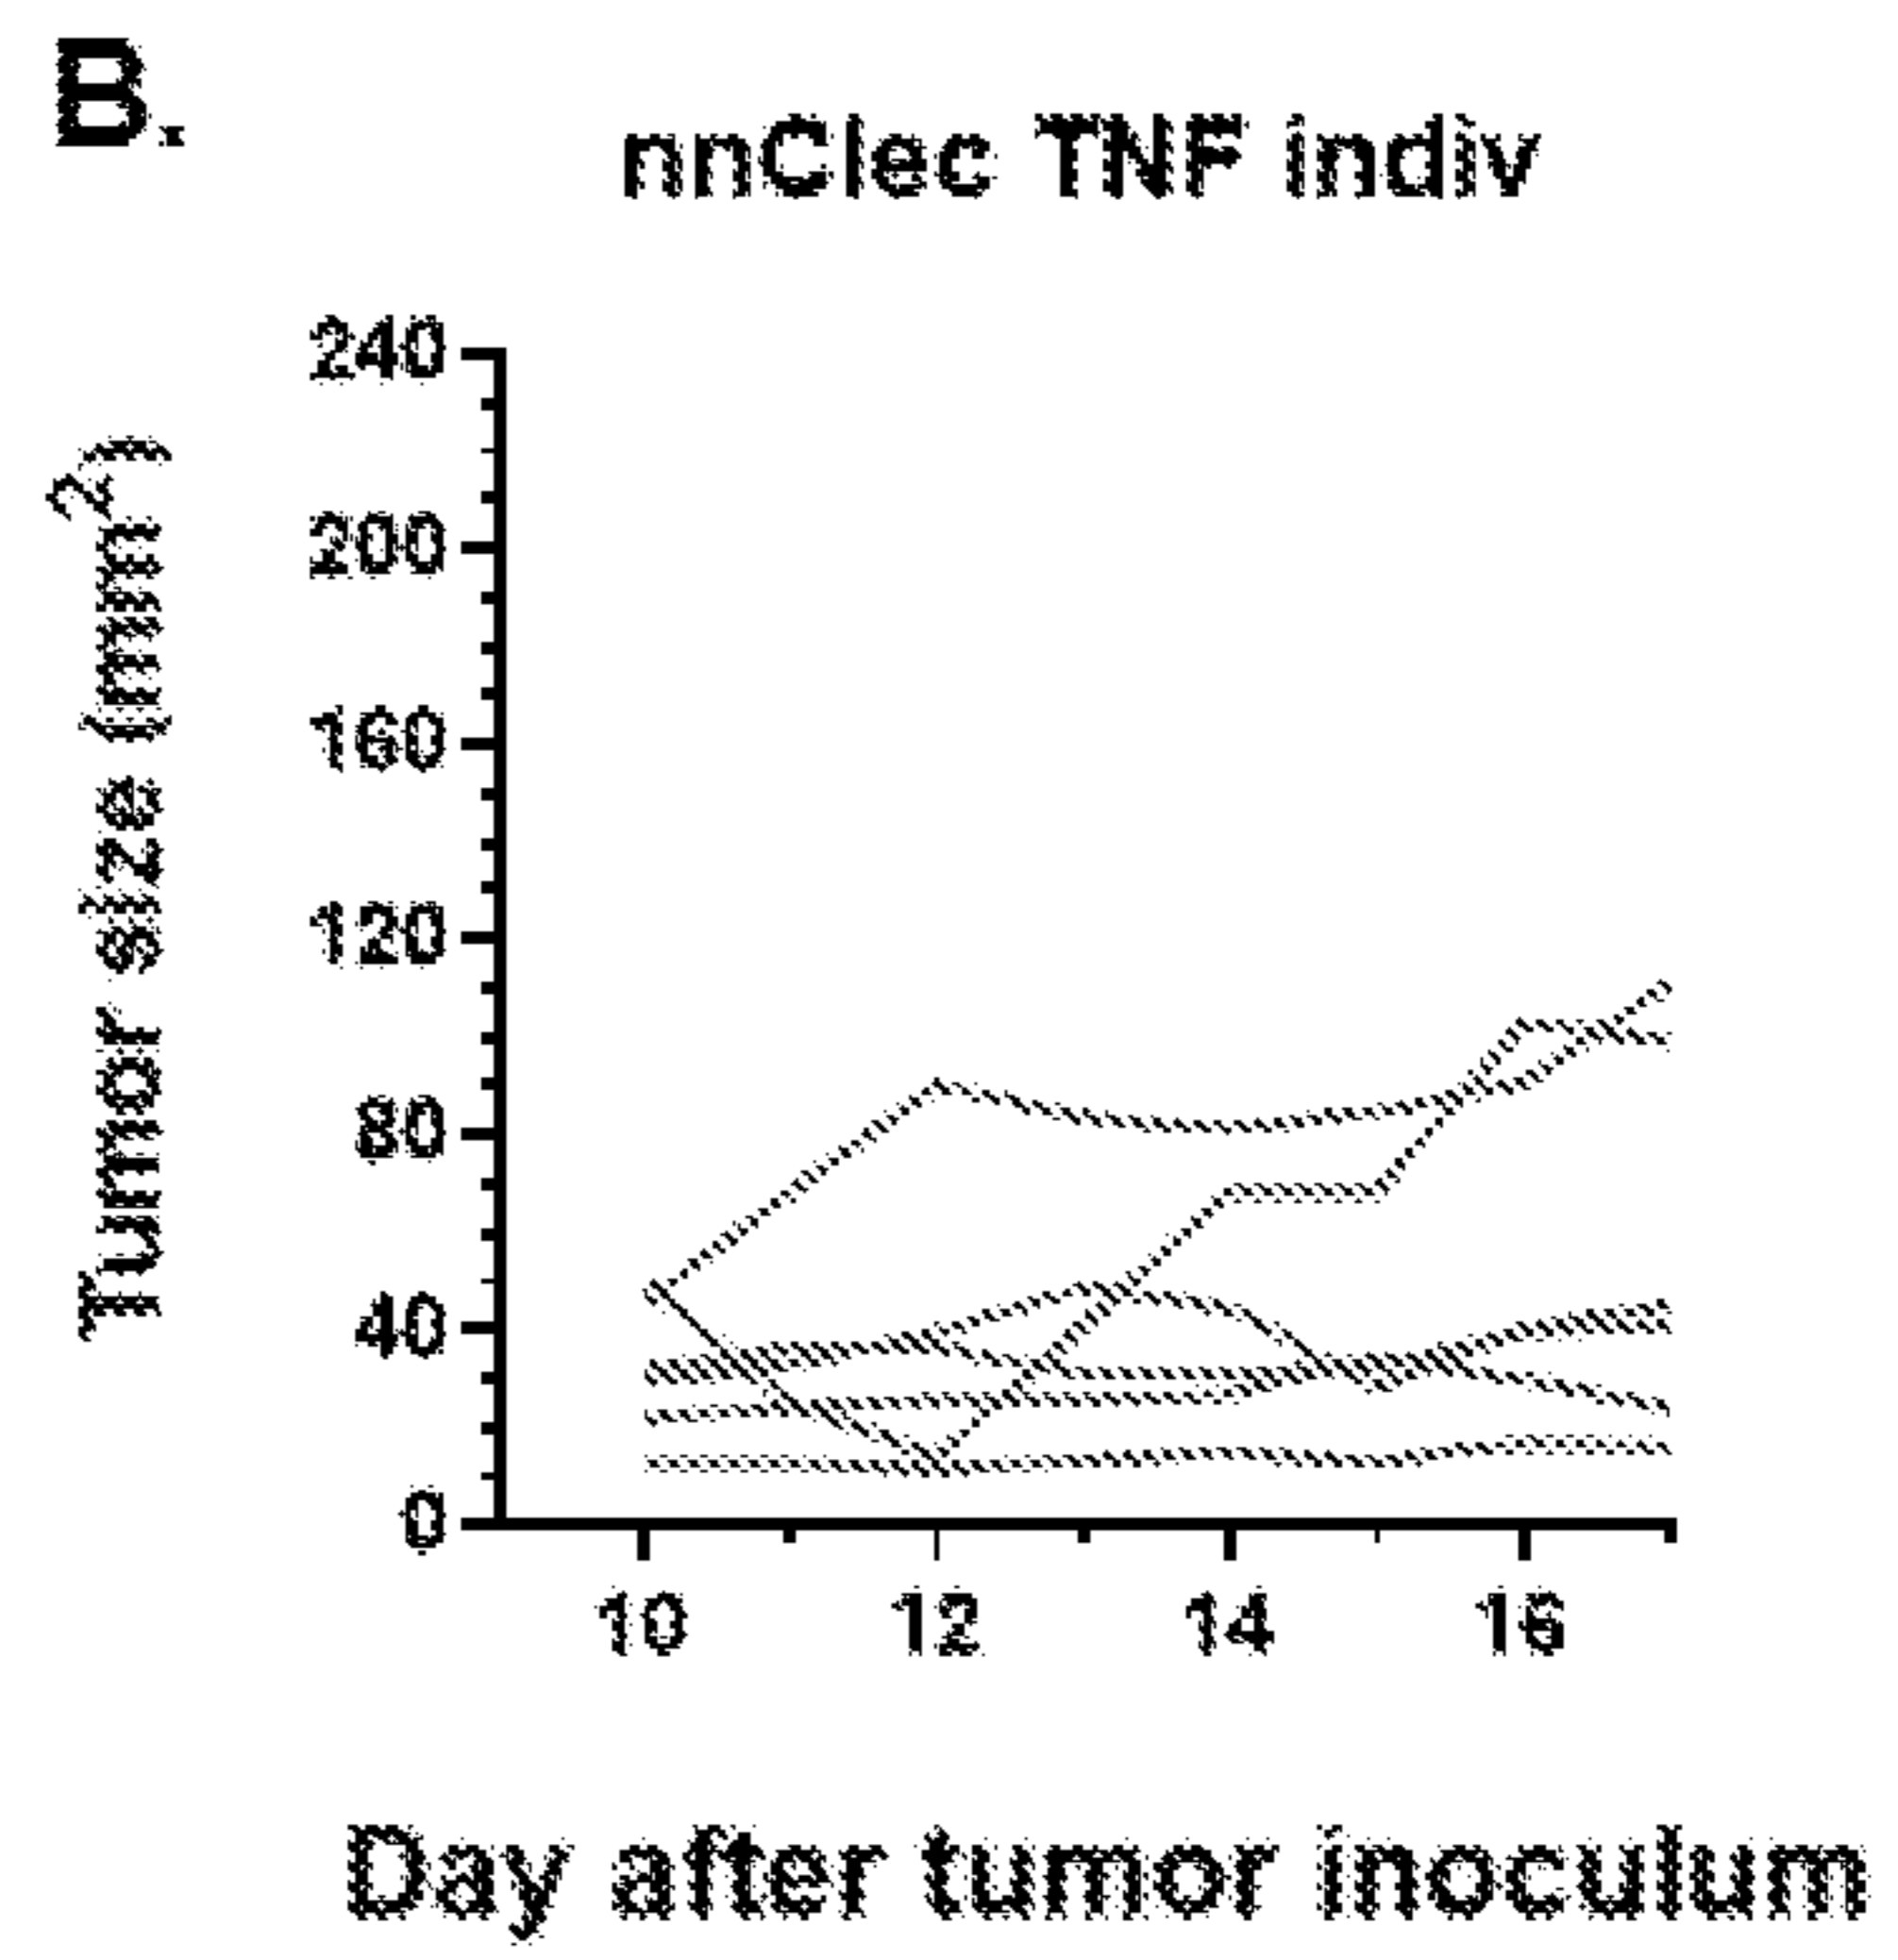 B.
nnClec TNF indiv
Tumor size (mm²)
240
200
160
120
80
40
0
10 12 14 16
Day after tumor inoculum